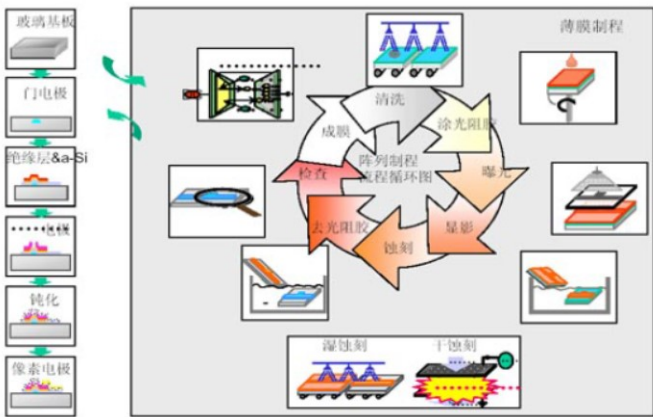 玻璃基板
门电极
绝缘层&a-Si
••••••电极
钝化
像素电极
薄膜制程
清洗
涂光阻胶
曝光
显影
蚀刻
去光阻胶
检查
成膜
阵列制程
流程循环图
湿蚀刻
干蚀刻